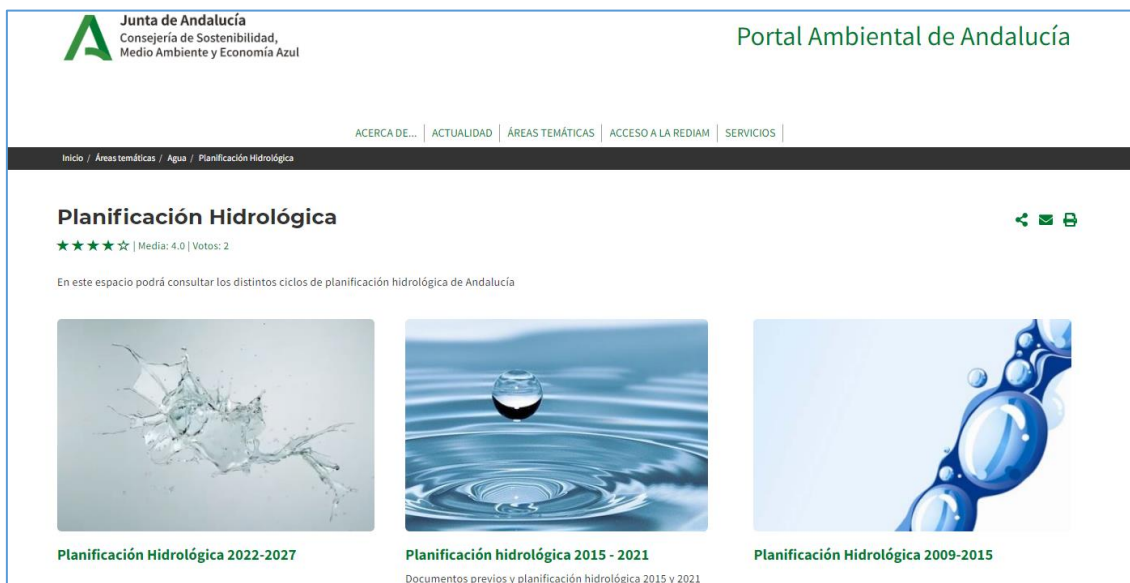 Junta de Andalucía
Consejería de Sostenibilidad,
Medio Ambiente y Economía Azul
Portal Ambiental de Andalucía
ACERCA DE... | ACTUALIDAD | ÁREAS TEMÁTICAS | ACCESO A LA REDIAM | SERVICIOS |
Inicio / Áreas temáticas / Agua / Planificación Hidrológica
Planificación Hidrológica
★★★★☆ | Media: 4.0 | Votos: 2
En este espacio podrá consultar los distintos ciclos de planificación hidrológica de Andalucía
Planificación Hidrológica 2022-2027
Planificación hidrológica 2015 - 2021
Planificación Hidrológica 2009-2015
Documentos previos y planificación hidrológica 2015 y 2021